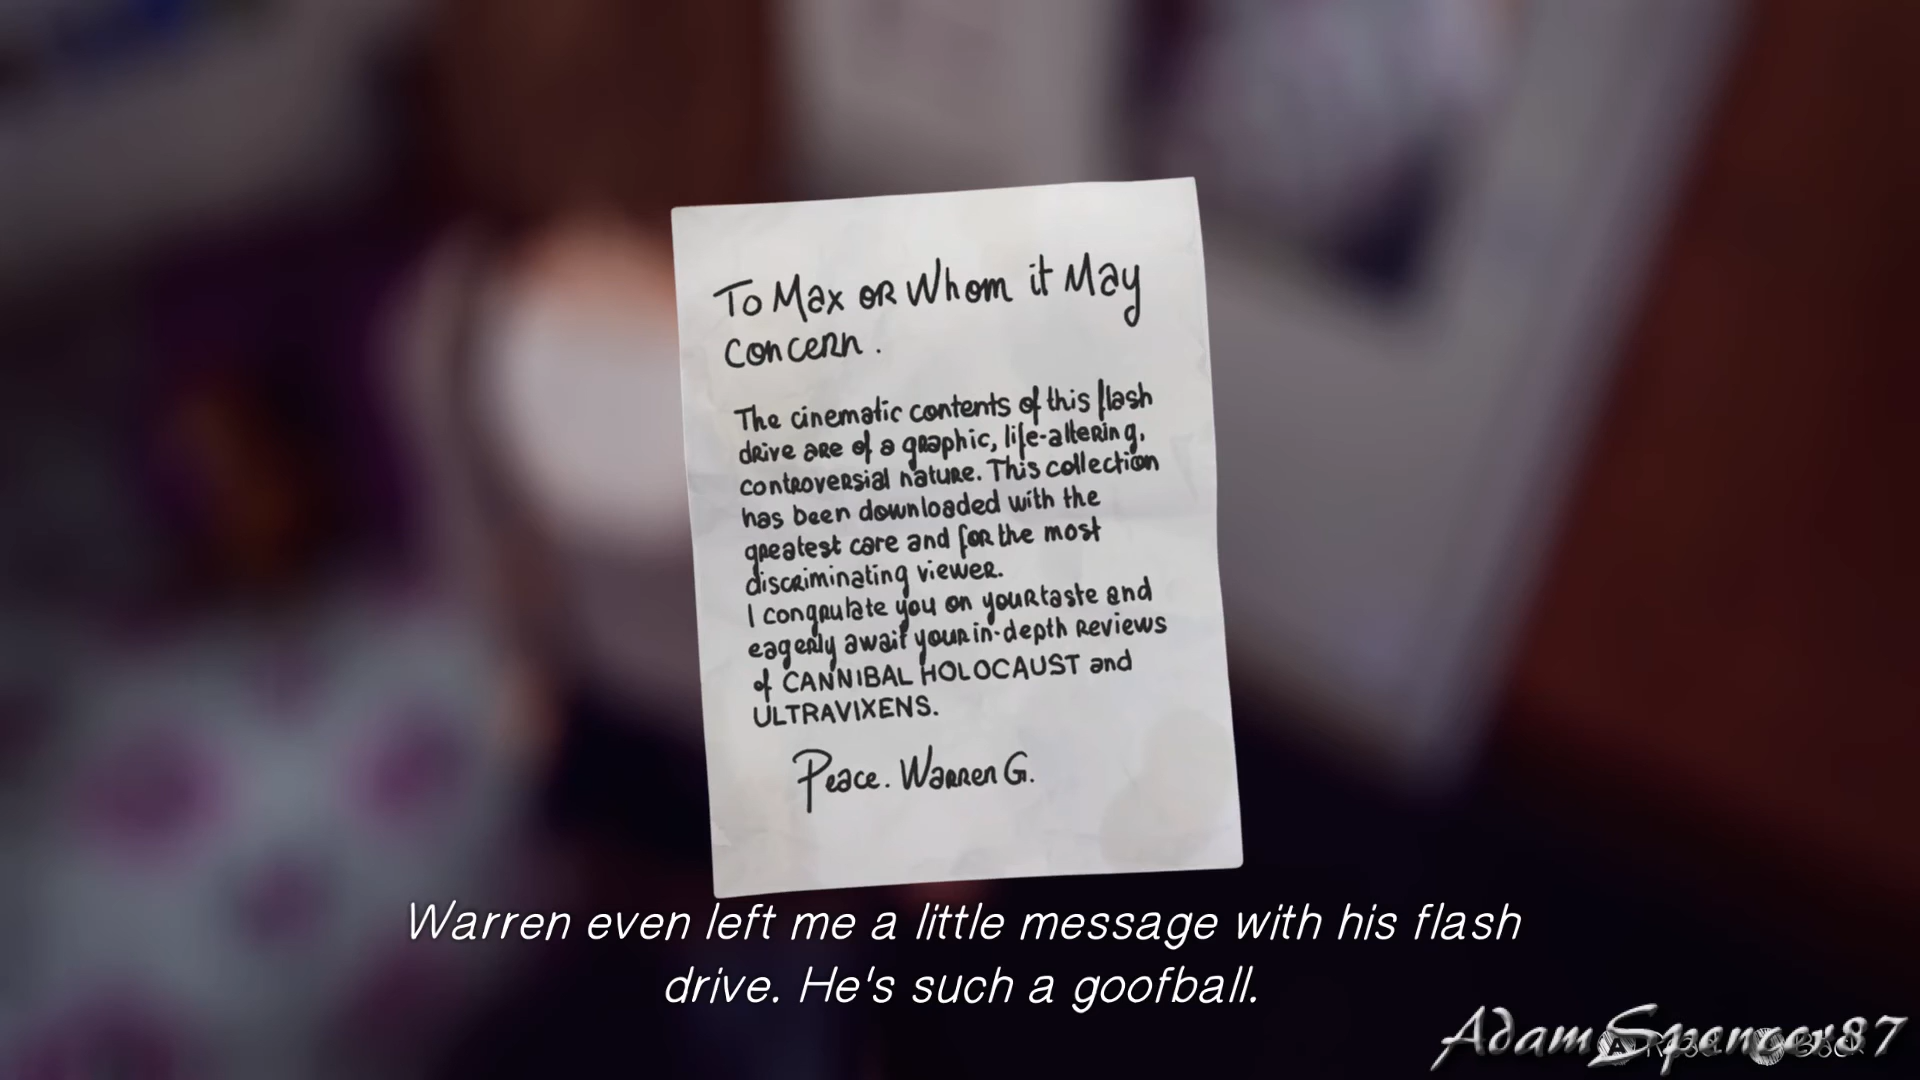 To Max or Whom it May
Concern.
The cinematic contents of this flash
drive are of a graphic, life-altering,
controversial nature. This collection
has been downloaded with the
greatest care and for the most
discriminating viewer.
I congrulate you on your taste and
eagerly await your in-depth reviews
of CANNIBAL HOLOCAUST and
ULTRAVIXENS.
Peace. Warren G.
Warren even left me a little message with his flash
drive. He's such a goofball.
AdamSpencer87